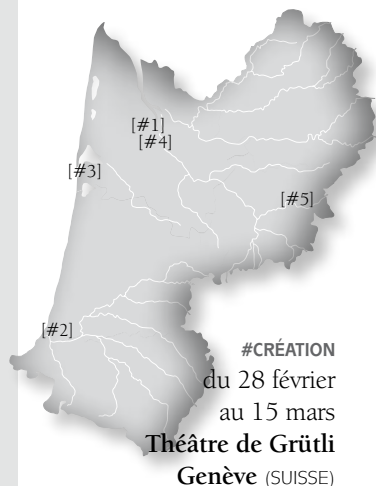 [#1]
[#4]
[#3]
[#5]
[#2]
#CRÉATION
du 28 février
au 15 mars
Théâtre de Grütli
Genève (SUISSE)